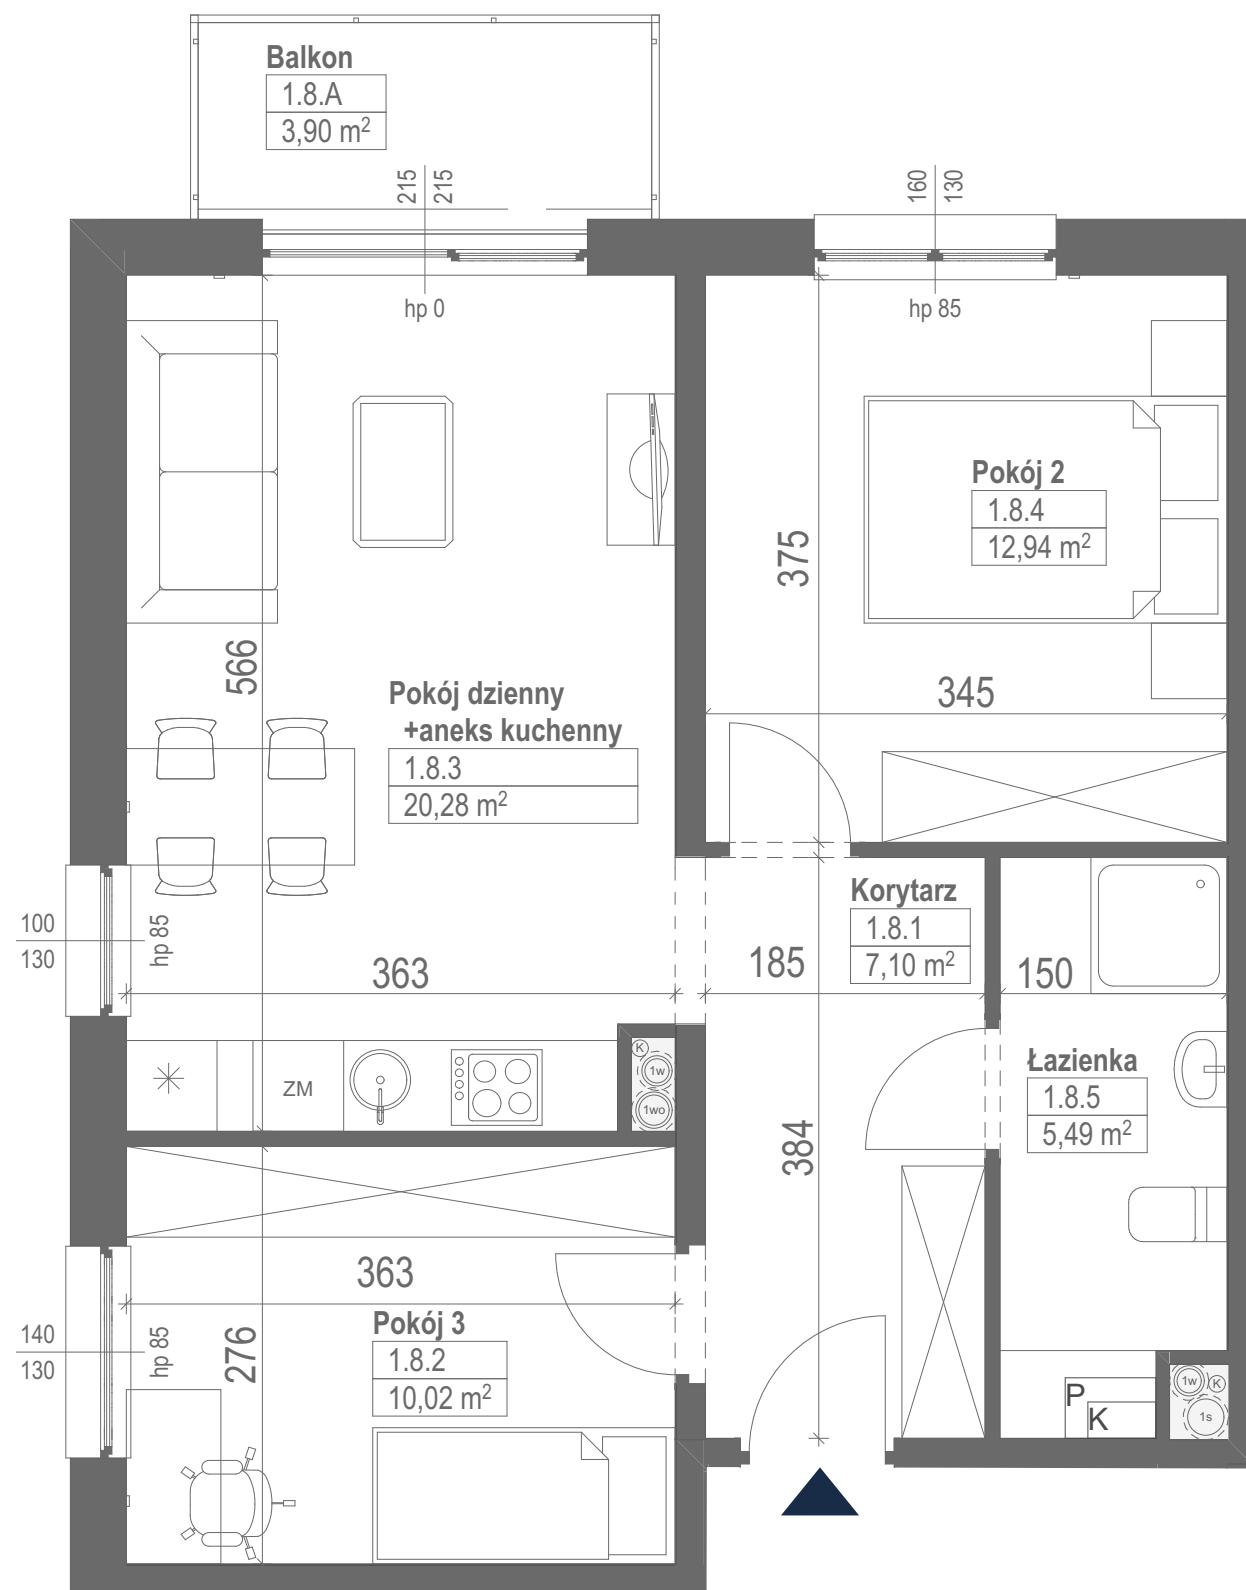 Balkon
1.8.A
3,90 m²
215
215
160
130
hp 0
hp 85
Pokój 2
1.8.4
12,94 m²
375
345
566
Pokój dzienny
+aneks kuchenny
1.8.3
20,28 m²
100
130
hp 85
363
Korytarz
1.8.1
7,10 m²
185
150
ZM
K
1w
1wo
Łazienka
1.8.5
5,49 m²
384
363
140
130
hp 85
276
Pokój 3
1.8.2
10,02 m²
P
K
1w
K
1s